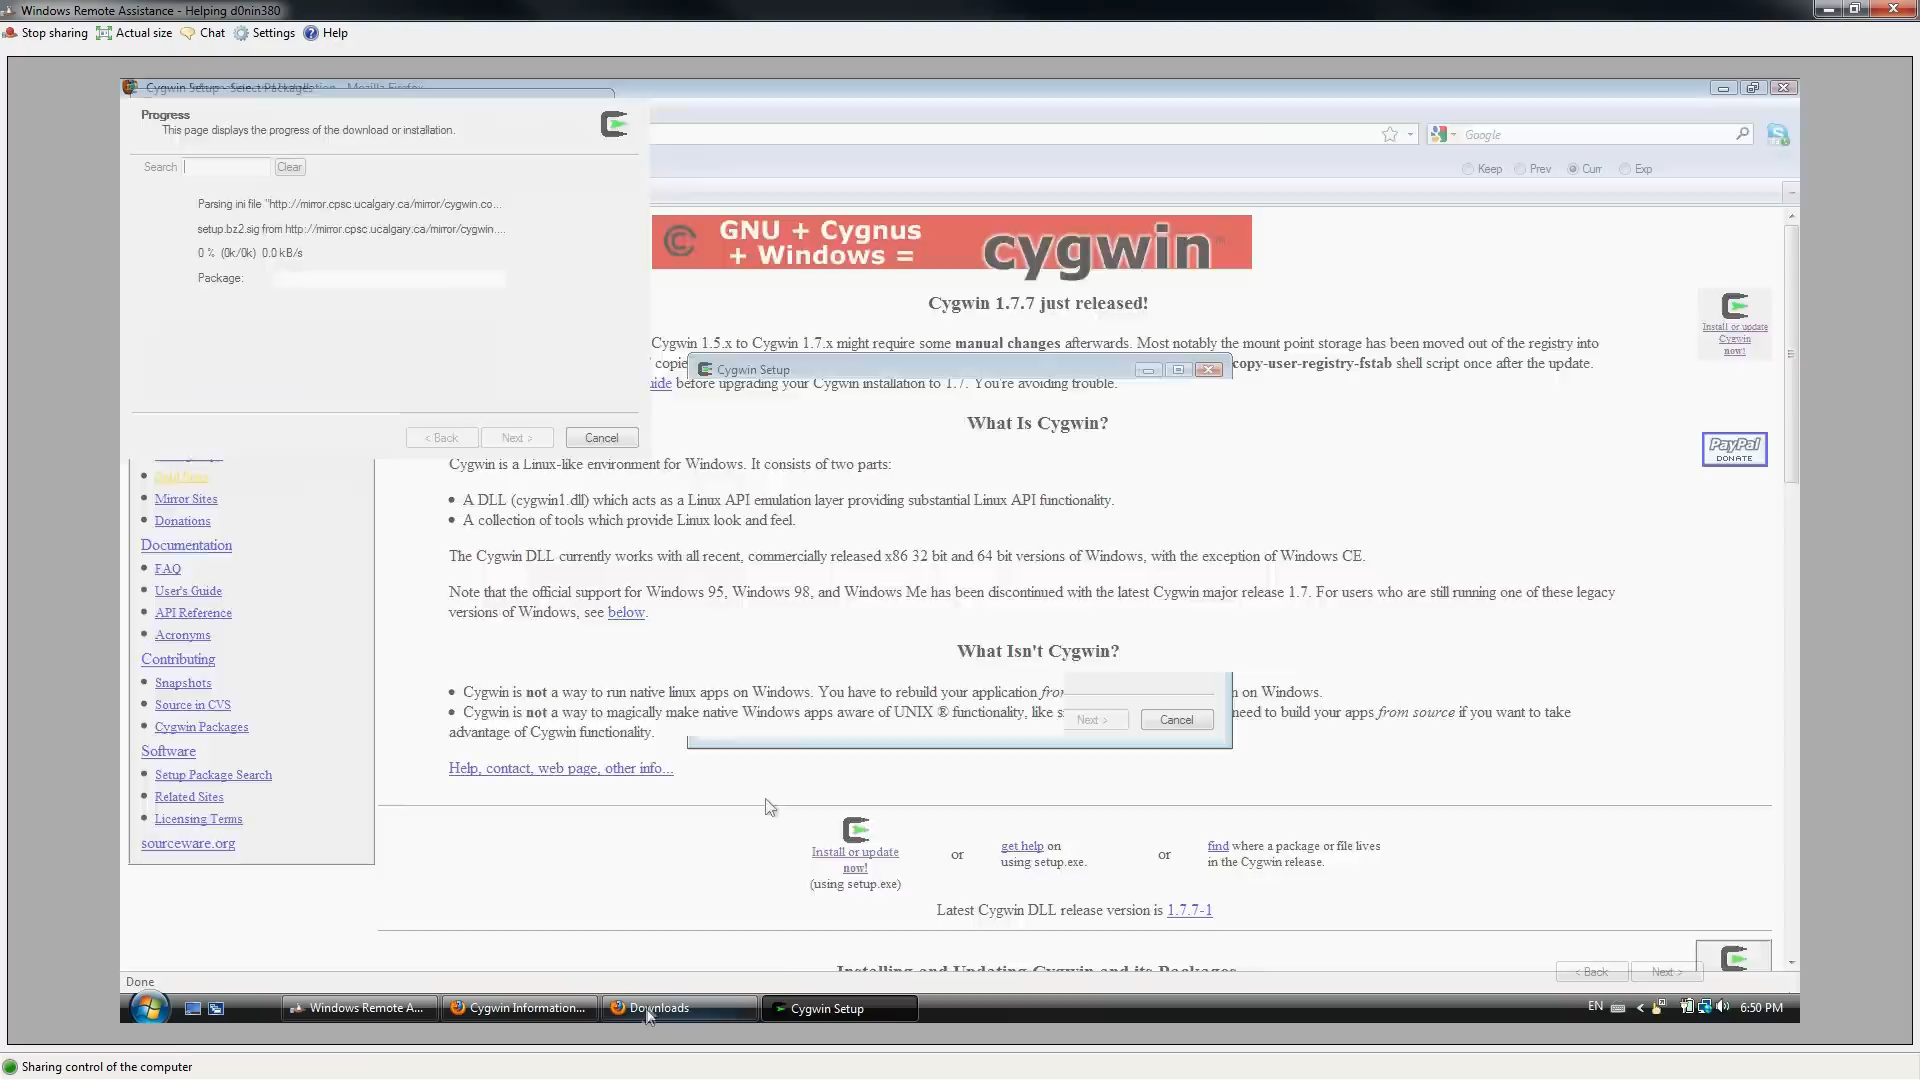 Windows Remote Assistance - Helping d0nin380
Stop sharing Actual size Chat Settings Help
Cygwin Setup - Select Packages - Mozilla Firefox
Progress
This page displays the progress of the download or installation.
Search Clear
Google
Keep Prev Curr Exp
Parsing ini file "http://mirror.cpsc.ucalgary.ca/mirror/cygwin.co...
setup.bz2.sig from http://mirror.cpsc.ucalgary.ca/mirror/cygwin....
0 % (0k/0k) 0.0 kB/s
Package:
< Back Next > Cancel
© GNU + Cygnus
+ Windows = cygwin
Cygwin 1.7.7 just released!
Cygwin 1.5.x to Cygwin 1.7.x might require some manual changes afterwards. Most notably the mount point storage has been moved out of the registry into
copy-user-registry-fstab shell script once after the update.
before upgrading your Cygwin installation to 1.7. You're avoiding trouble.
Cygwin Setup
Install or update
Cygwin
now!
PayPal
DONATE
What Is Cygwin?
Cygwin is a Linux-like environment for Windows. It consists of two parts:
• A DLL (cygwin1.dll) which acts as a Linux API emulation layer providing substantial Linux API functionality.
• A collection of tools which provide Linux look and feel.
The Cygwin DLL currently works with all recent, commercially released x86 32 bit and 64 bit versions of Windows, with the exception of Windows CE.
Note that the official support for Windows 95, Windows 98, and Windows Me has been discontinued with the latest Cygwin major release 1.7. For users who are still running one of these legacy
versions of Windows, see below.
What Isn't Cygwin?
• Cygwin is not a way to run native linux apps on Windows. You have to rebuild your application on Windows.
• Cygwin is not a way to magically make native Windows apps aware of UNIX ® functionality, like need to build your apps from source if you want to take
advantage of Cygwin functionality.
Next > Cancel
Help, contact, web page, other info...
• Mirror Sites
• Donations
Documentation
• FAQ
• User's Guide
• API Reference
• Acronyms
Contributing
• Snapshots
• Source in CVS
• Cygwin Packages
Software
• Setup Package Search
• Related Sites
• Licensing Terms
sourceware.org
Install or update
now!
(using setup.exe)
or
get help on
using setup.exe.
or
find where a package or file lives
in the Cygwin release.
Latest Cygwin DLL release version is 1.7.7-1
Installing and Updating Cygwin and its Packages
< Back Next >
Done
Windows Remote A... Cygwin Information... Downloads Cygwin Setup EN 6:50 PM
Sharing control of the computer